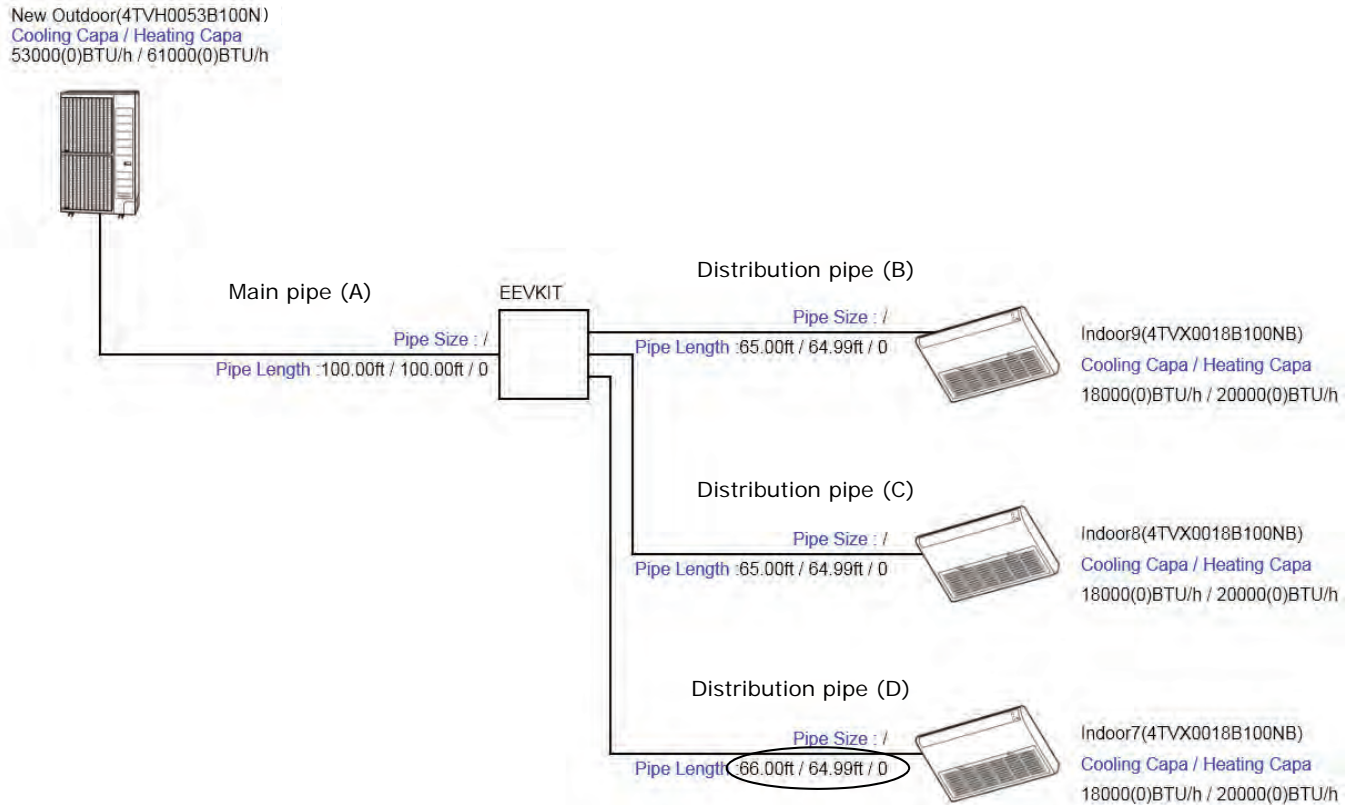 New Outdoor(4TVH0053B100N)
Cooling Capa / Heating Capa
53000(0)BTU/h / 61000(0)BTU/h
Main pipe (A)
Pipe Size : /
Pipe Length :100.00ft / 100.00ft / 0
EEVKIT
Distribution pipe (B)
Pipe Size : /
Pipe Length :65.00ft / 64.99ft / 0
Indoor9(4TVX0018B100NB)
Cooling Capa / Heating Capa
18000(0)BTU/h / 20000(0)BTU/h
Distribution pipe (C)
Pipe Size : /
Pipe Length :65.00ft / 64.99ft / 0
Indoor8(4TVX0018B100NB)
Cooling Capa / Heating Capa
18000(0)BTU/h / 20000(0)BTU/h
Distribution pipe (D)
Pipe Size : /
Pipe Length :66.00ft / 64.99ft / 0
Indoor7(4TVX0018B100NB)
Cooling Capa / Heating Capa
18000(0)BTU/h / 20000(0)BTU/h